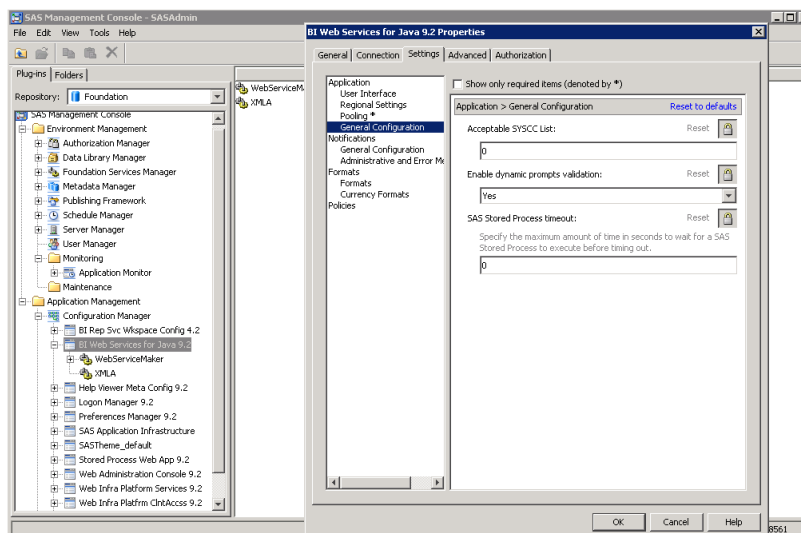 SAS Management Console - SASAdmin
File Edit View Tools Help
Plug-ins Folders
Repository: Foundation
SAS Management Console
Environment Management
Authorization Manager
Data Library Manager
Foundation Services Manager
Metadata Manager
Publishing Framework
Schedule Manager
Server Manager
User Manager
Monitoring
Application Monitor
Maintenance
Application Management
Configuration Manager
BI Rep Svc Wkspace Config 4.2
BI Web Services for Java 9.2
WebServiceMaker
XMLA
Help Viewer Meta Config 9.2
Logon Manager 9.2
Preferences Manager 9.2
SAS Application Infrastructure
SASTheme_default
Stored Process Web App 9.2
Web Administration Console 9.2
Web Infra Platform Services 9.2
Web Infra Platfrm ClntAccss 9.2
WebServiceM
XMLA
BI Web Services for Java 9.2 Properties
General Connection Settings Advanced Authorization
Application
User Interface
Regional Settings
Pooling *
General Configuration
Notifications
General Configuration
Administrative and Error Me
Formats
Formats
Currency Formats
Policies
Show only required items (denoted by *)
Application > General Configuration Reset to defaults
Acceptable SYSCC List: Reset
0
Enable dynamic prompts validation: Reset
Yes
SAS Stored Process timeout: Reset
Specify the maximum amount of time in seconds to wait for a SAS
Stored Process to execute before timing out.
0
OK Cancel Help
8561